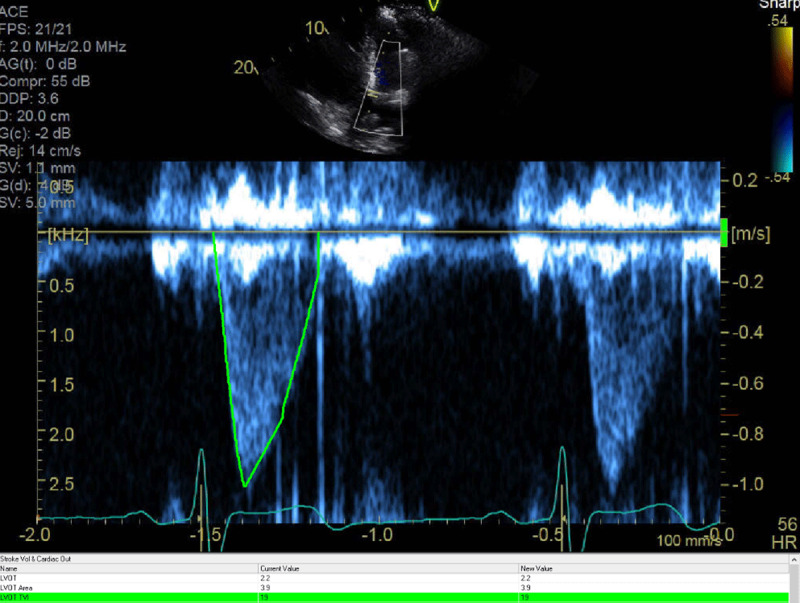 ACE
FPS: 21/21
f: 2.0 MHz/2.0 MHz
AG(t): 0 dB
Compr: 55 dB
DDP: 3.6
D: 20.0 cm
G(c): -2 dB
Rej: 14 cm/s
SV: 1.1 mm
G(d): 4 dB
SV: 5.0 mm
V
10
20
Sharp
.54
-.54
0.5
[kHz]
0.5
1.0
1.5
2.0
2.5
0.2
[m/s]
-0.2
-0.4
-0.6
-0.8
-1.0
-2.0
-1.5
-1.0
-0.5
-0.0
100 mm/s
56
HR
Stroke Vol & Cardiac Out
Name Current Value New Value
LVOT 2.2 2.2
LVOT Area 3.9 3.9
LVOT TVI 19 19